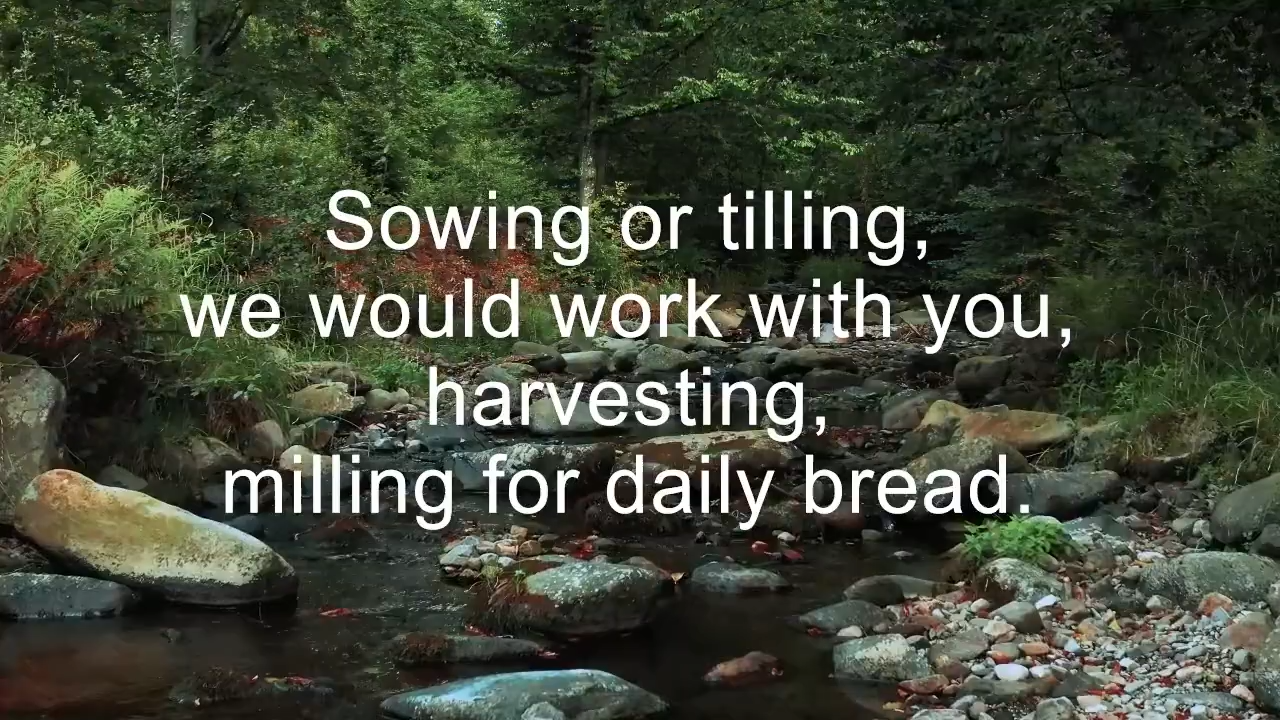 Sowing or tilling,
we would work with you,
harvesting,
milling for daily bread.